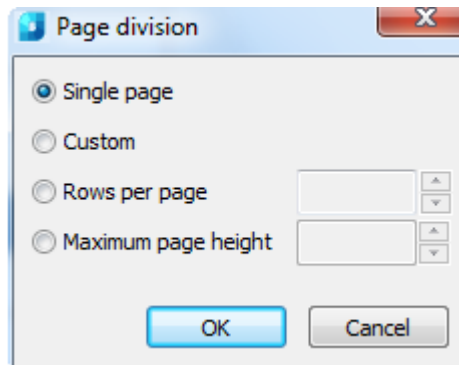 Page division
Single page
Custom
Rows per page
Maximum page height
OK Cancel